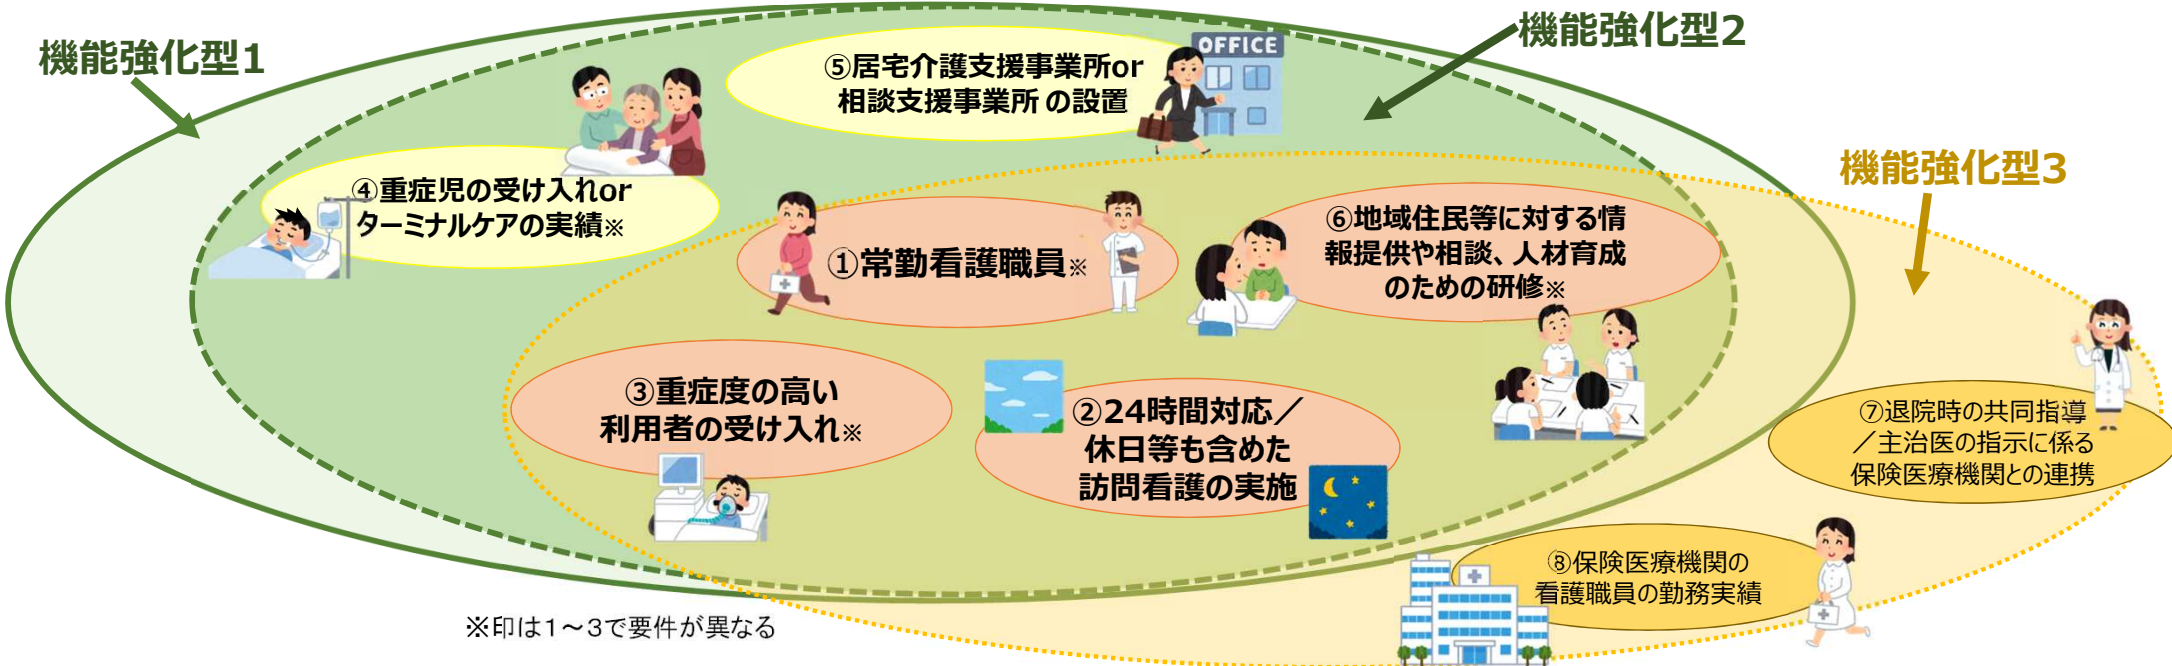 機能強化型1
機能強化型2
OFFICE
⑤居宅介護支援事業所or
相談支援事業所 の設置
機能強化型3
④重症児の受け入れor
ターミナルケアの実績※
①常勤看護職員※
⑥地域住民等に対する情
報提供や相談、人材育成
のための研修※
③重症度の高い
利用者の受け入れ※
②24時間対応／
休日等も含めた
訪問看護の実施
⑦退院時の共同指導
／主治医の指示に係る
保険医療機関との連携
⑧保険医療機関の
看護職員の勤務実績
※印は1～3で要件が異なる